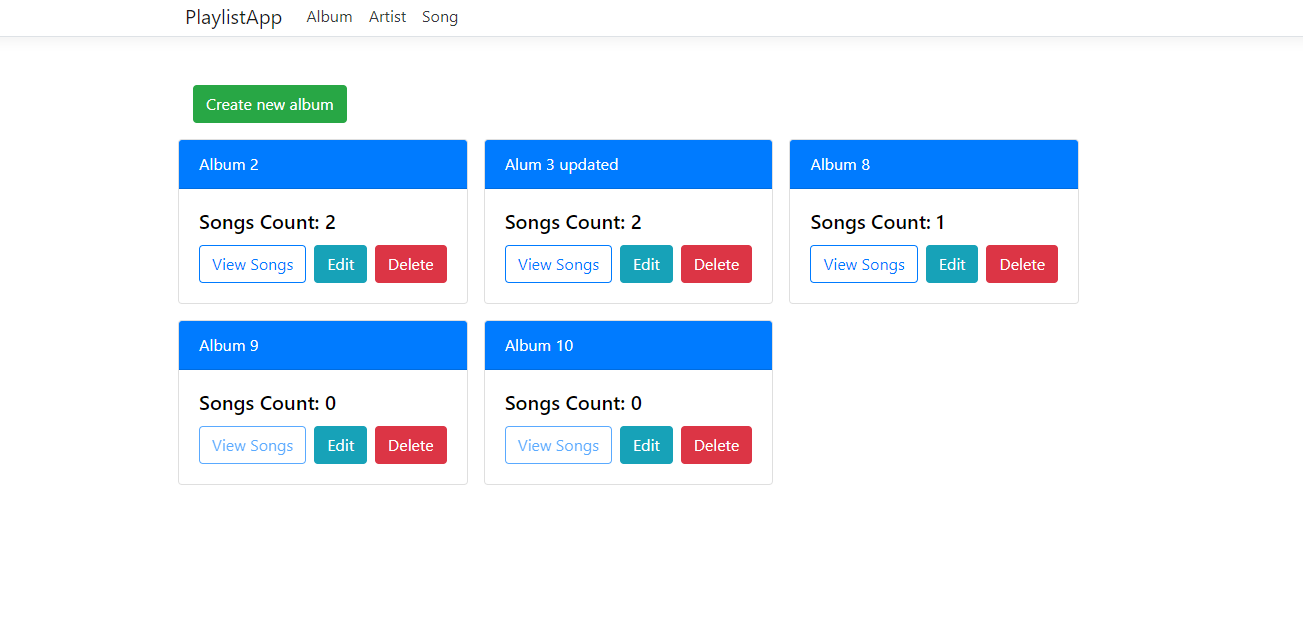 PlaylistApp Album Artist Song
Create new album
Album 2
Songs Count: 2
View Songs Edit Delete
Alum 3 updated
Songs Count: 2
View Songs Edit Delete
Album 8
Songs Count: 1
View Songs Edit Delete
Album 9
Songs Count: 0
View Songs Edit Delete
Album 10
Songs Count: 0
View Songs Edit Delete